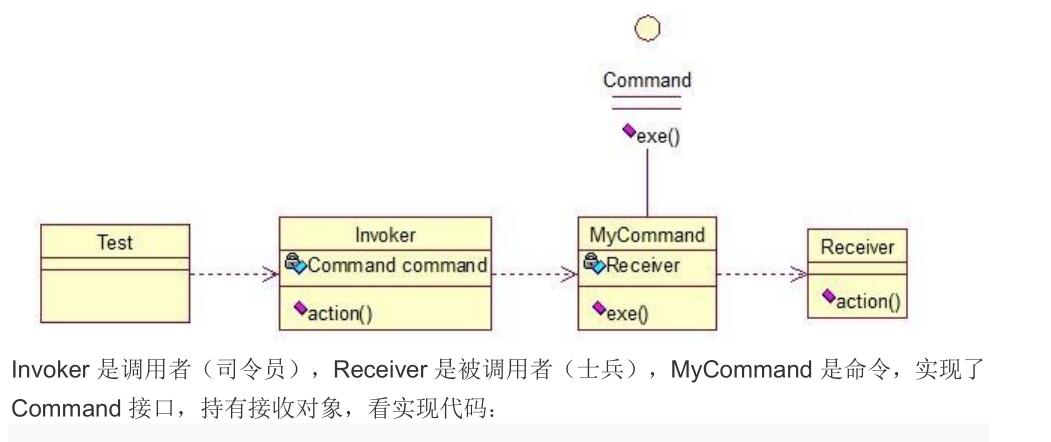 Command
exe()
Test
Invoker
Command command
action()
MyCommand
Receiver
exe()
Receiver
action()
Invoker 是调用者（司令员），Receiver 是被调用者（士兵），MyCommand 是命令，实现了
Command 接口，持有接收对象，看实现代码：